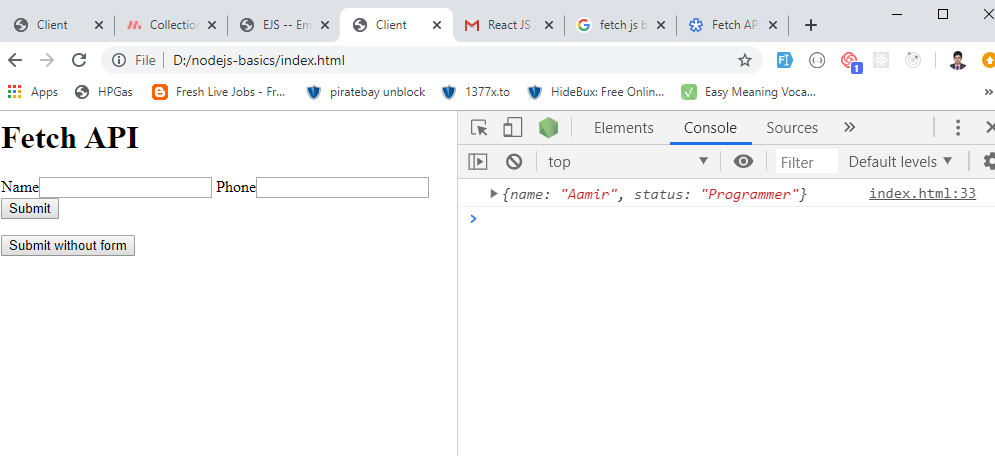 Client Collection EJS -- Em Client React JS fetch js b Fetch AP
File D:/nodejs-basics/index.html
1
Apps HPGas Fresh Live Jobs - Fr... piratebay unblock 1377x.to HideBux: Free Onlin... Easy Meaning Voca... »
Fetch API
Name Phone
Submit
Submit without form
Elements Console Sources »
top Filter Default levels
{name: "Aamir", status: "Programmer"} index.html:33
>